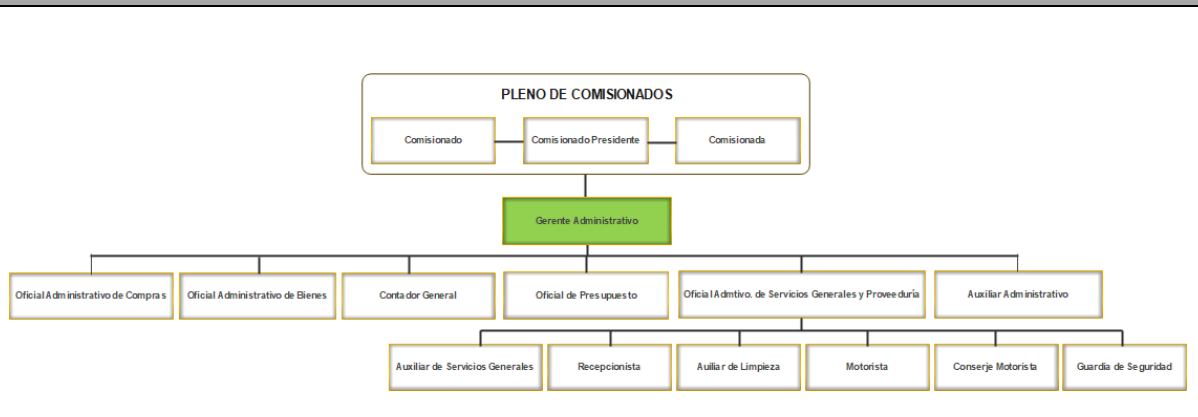 PLENO DE COMISIONADOS
Comisionado
Comisionado Presidente
Comisionada
Gerente Administrativo
Oficial Administrativo de Compras
Oficial Administrativo de Bienes
Contador General
Oficial de Presupuesto
Oficial Admtivo. de Servicios Generales y Proveeduría
Auxiliar Administrativo
Auxiliar de Servicios Generales
Recepcionista
Auiliar de Limpieza
Motorista
Conserje Motorista
Guardia de Seguridad